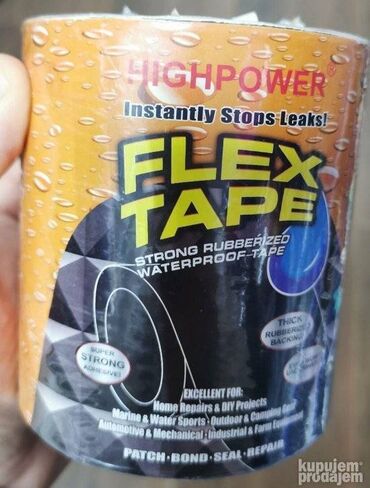 HIGHPOWER®
Instantly Stops Leaks!
FLEX
TAPE
STRONG RUBBERIZED
WATERPROOF TAPE
THICK
RUBBERIZED
BACKING
SUPER
STRONG
ADHESIVE!
EXCELLENT FOR:
Home Repairs & DIY Projects
Marine & Water Sports · Outdoor & Camping Gear
Automotive & Mechanical · Industrial & Farm Equipment
PATCH · BOND · SEAL · REPAIR
kupujem
prodajem